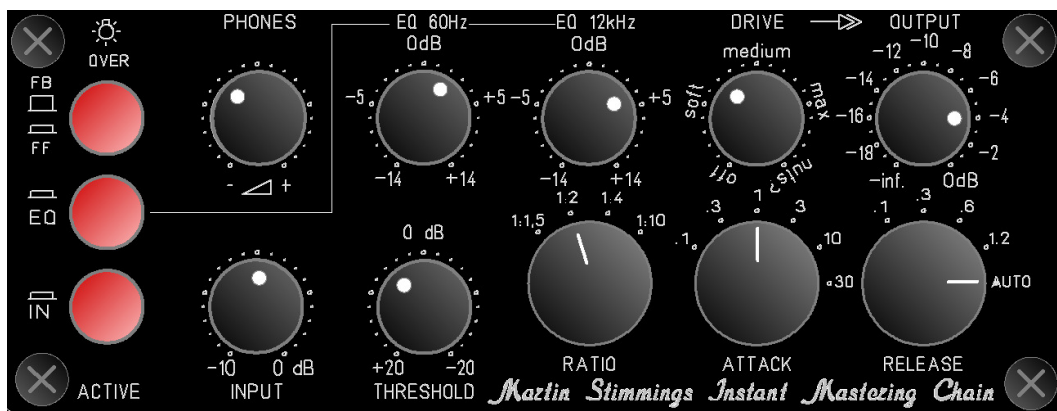 PHONES EQ 60Hz EQ 12kHz DRIVE OUTPUT
OVER 0dB 0dB medium -12 -10 -8
FB -14 -6
-5 +5 -5 +5 soft max -16 -4
FF -18 -2
- + -14 +14 -14 +14 off nuts? -inf. 0dB
EQ
0 dB 1:1,5 1:2 1:4 1:10 .1 .3 1 3 10 30 .1 .3 .6 1.2 AUTO
IN
-10 0 dB +20 -20 RATIO ATTACK RELEASE
ACTIVE INPUT THRESHOLD Martin Stimmings Instant Mastering Chain